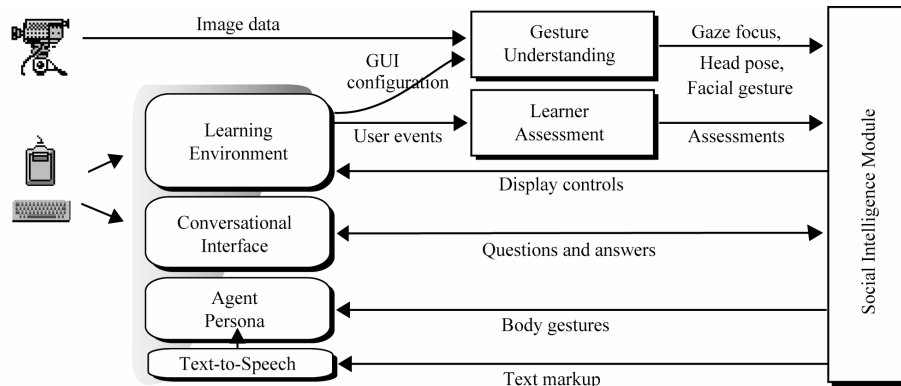 Image data
Gesture
Understanding
Gaze focus,
Head pose,
Facial gesture
GUI
configuration
Learning
Environment
User events
Learner
Assessment
Assessments
Display controls
Conversational
Interface
Questions and answers
Agent
Persona
Body gestures
Text-to-Speech
Text markup
Social Intelligence Module